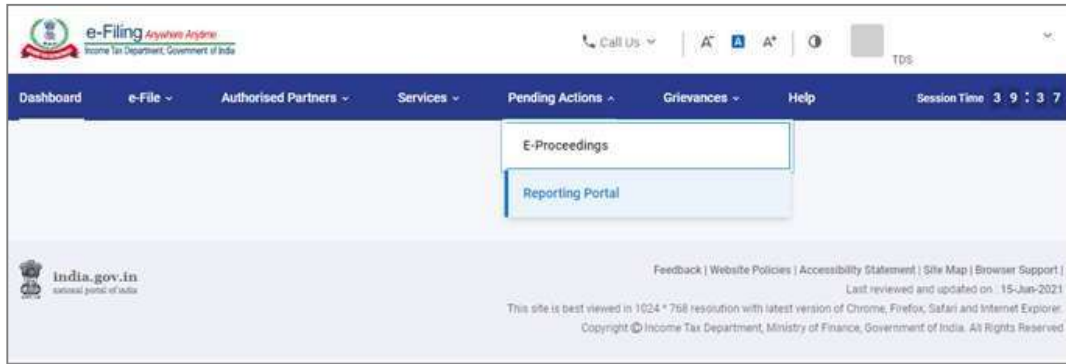 e-Filing Anywhere Anytime
Income Tax Department, Government of India
Call Us
A- A A+
TDS
Dashboard e-File Authorised Partners Services Pending Actions Grievances Help Session Time 3 9 : 3 7
E-Proceedings
Reporting Portal
india.gov.in
national portal of india
Feedback | Website Policies | Accessibility Statement | Site Map | Browser Support |
Last reviewed and updated on : 15-Jun-2021
This site is best viewed in 1024 * 768 resolution with latest version of Chrome, Firefox, Safari and Internet Explorer.
Copyright © Income Tax Department, Ministry of Finance, Government of India. All Rights Reserved